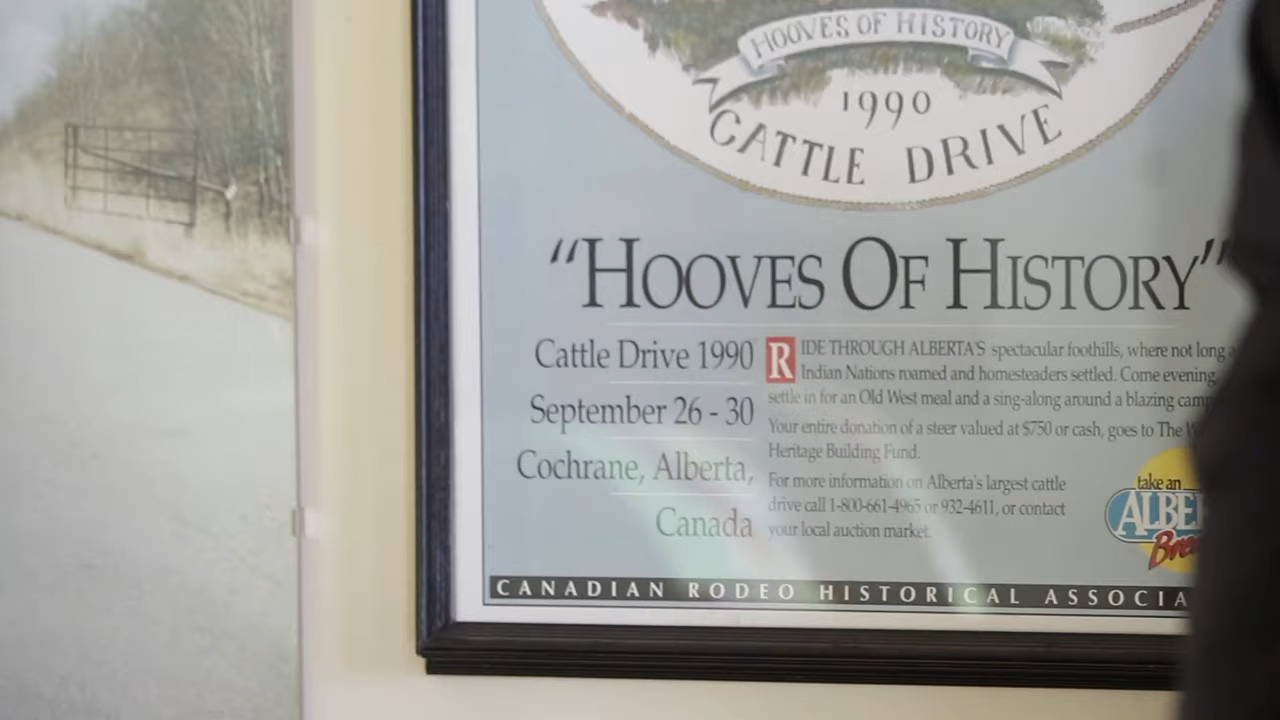 HOOVES OF HISTORY
1990
CATTLE DRIVE
"HOOVES OF HISTORY"
Cattle Drive 1990
September 26 - 30
Cochrane, Alberta,
Canada
RIDE THROUGH ALBERTA'S spectacular foothills, where not long
Indian Nations roamed and homesteaders settled. Come evening,
settle in for an Old West meal and a sing-along around a blazing
Your entire donation of a steer valued at $750 or cash, goes to The
Heritage Building Fund.
For more information on Alberta's largest cattle
drive call 1-800-661-4965 or 932-4611, or contact
your local auction market.
take an
CANADIAN RODEO HISTORICAL